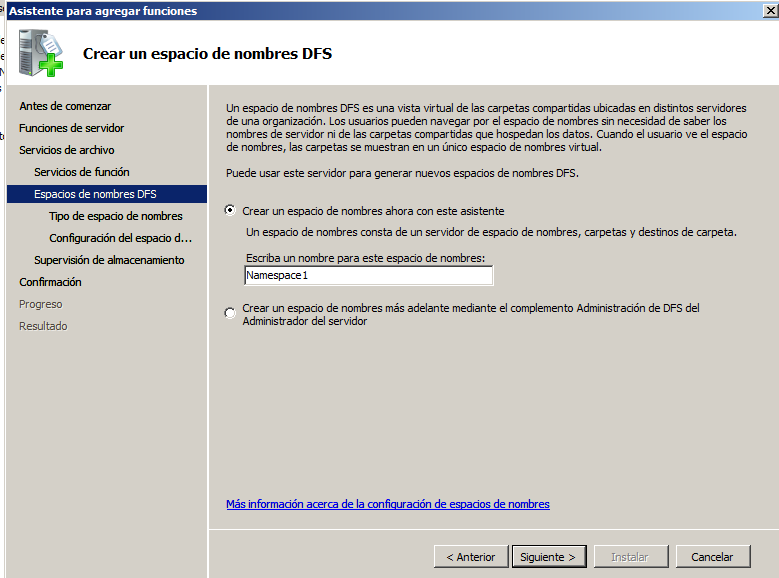 Asistente para agregar funciones
Crear un espacio de nombres DFS
Antes de comenzar
Funciones de servidor
Servicios de archivo
Servicios de función
Espacios de nombres DFS
Tipo de espacio de nombres
Configuración del espacio d...
Supervisión de almacenamiento
Confirmación
Progreso
Resultado
Un espacio de nombres DFS es una vista virtual de las carpetas compartidas ubicadas en distintos servidores
de una organización. Los usuarios pueden navegar por el espacio de nombres sin necesidad de saber los
nombres de servidor ni de las carpetas compartidas que hospedan los datos. Cuando el usuario ve el espacio
de nombres, las carpetas se muestran en un único espacio de nombres virtual.
Puede usar este servidor para generar nuevos espacios de nombres DFS.
Crear un espacio de nombres ahora con este asistente
Un espacio de nombres consta de un servidor de espacio de nombres, carpetas y destinos de carpeta.
Escriba un nombre para este espacio de nombres:
Namespace1
Crear un espacio de nombres más adelante mediante el complemento Administración de DFS del
Administrador del servidor
Más información acerca de la configuración de espacios de nombres
< Anterior
Siguiente >
Instalar
Cancelar